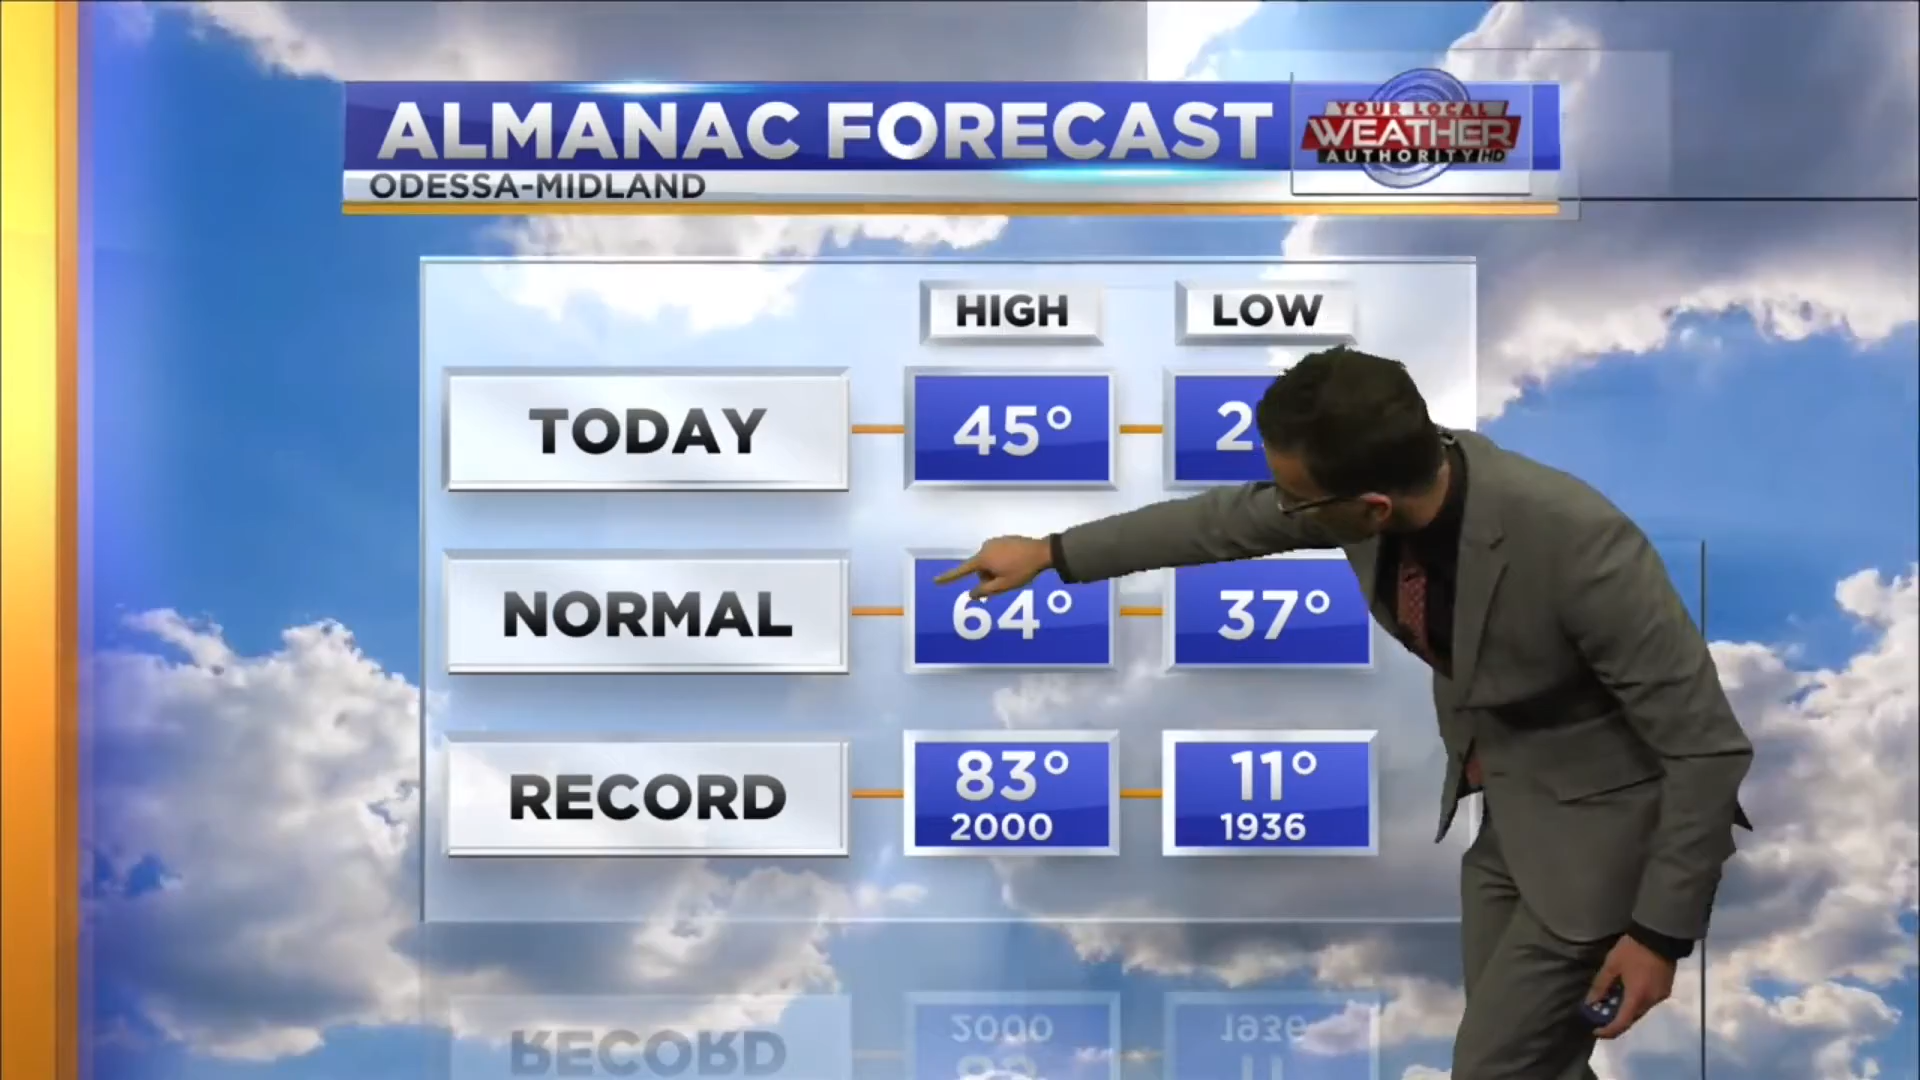 ALMANAC FORECAST
YOUR LOCAL
WEATHER
AUTHORITY HD
ODESSA-MIDLAND
HIGH LOW
TODAY 45°
NORMAL 64° 37°
RECORD 83° 11°
2000 1936